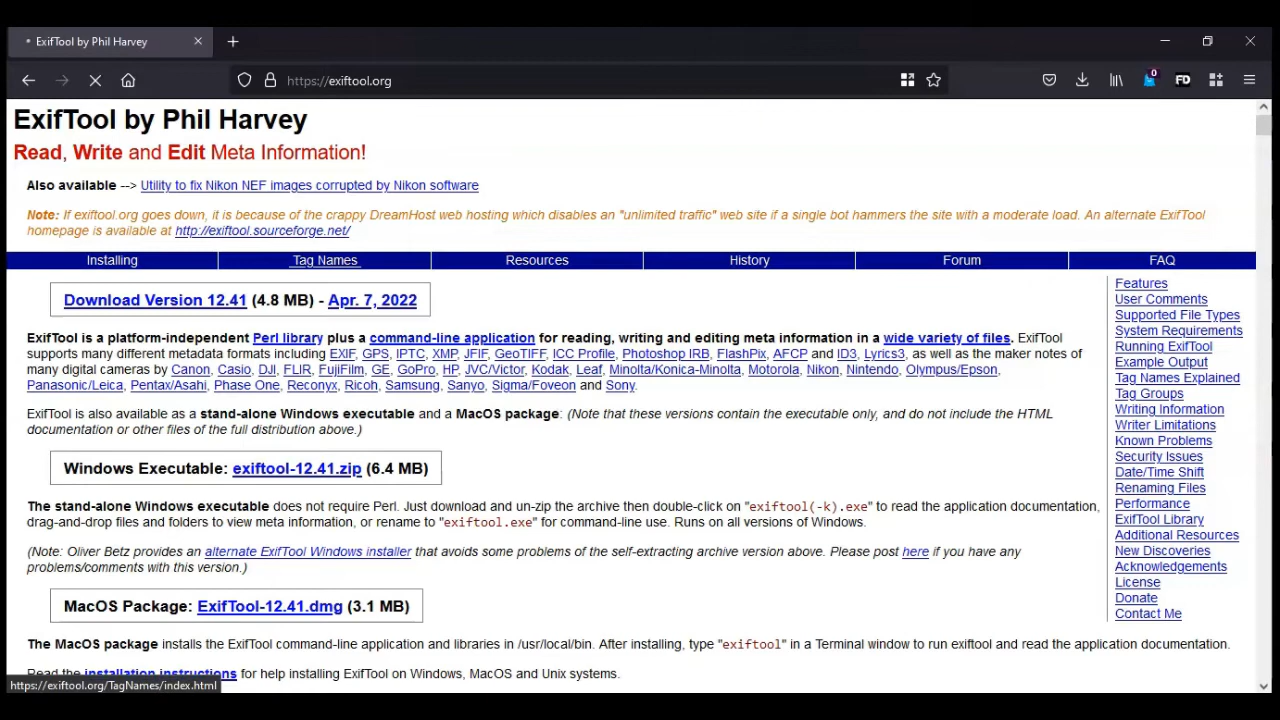 ExifTool by Phil Harvey
https://exiftool.org
0
FD
ExifTool by Phil Harvey
Read, Write and Edit Meta Information!
Also available --> Utility to fix Nikon NEF images corrupted by Nikon software
Note: If exiftool.org goes down, it is because of the crappy DreamHost web hosting which disables an "unlimited traffic" web site if a single bot hammers the site with a moderate load. An alternate ExifTool
homepage is available at http://exiftool.sourceforge.net/
Installing Tag Names Resources History Forum FAQ
Download Version 12.41 (4.8 MB) - Apr. 7, 2022
ExifTool is a platform-independent Perl library plus a command-line application for reading, writing and editing meta information in a wide variety of files. ExifTool
supports many different metadata formats including EXIF, GPS, IPTC, XMP, JFIF, GeoTIFF, ICC Profile, Photoshop IRB, FlashPix, AFCP and ID3, Lyrics3, as well as the maker notes of
many digital cameras by Canon, Casio, DJI, FLIR, FujiFilm, GE, GoPro, HP, JVC/Victor, Kodak, Leaf, Minolta/Konica-Minolta, Motorola, Nikon, Nintendo, Olympus/Epson,
Panasonic/Leica, Pentax/Asahi, Phase One, Reconyx, Ricoh, Samsung, Sanyo, Sigma/Foveon and Sony.
ExifTool is also available as a stand-alone Windows executable and a MacOS package: (Note that these versions contain the executable only, and do not include the HTML
documentation or other files of the full distribution above.)
Windows Executable: exiftool-12.41.zip (6.4 MB)
The stand-alone Windows executable does not require Perl. Just download and un-zip the archive then double-click on "exiftool(-k).exe" to read the application documentation,
drag-and-drop files and folders to view meta information, or rename to "exiftool.exe" for command-line use. Runs on all versions of Windows.
(Note: Oliver Betz provides an alternate ExifTool Windows installer that avoids some problems of the self-extracting archive version above. Please post here if you have any
problems/comments with this version.)
MacOS Package: ExifTool-12.41.dmg (3.1 MB)
The MacOS package installs the ExifTool command-line application and libraries in /usr/local/bin. After installing, type "exiftool" in a Terminal window to run exiftool and read the application documentation.
Read the installation instructions for help installing ExifTool on Windows, MacOS and Unix systems.
Features
User Comments
Supported File Types
System Requirements
Running ExifTool
Example Output
Tag Names Explained
Tag Groups
Writing Information
Writer Limitations
Known Problems
Security Issues
Date/Time Shift
Renaming Files
Performance
ExifTool Library
Additional Resources
New Discoveries
Acknowledgements
License
Donate
Contact Me
https://exiftool.org/TagNames/index.html